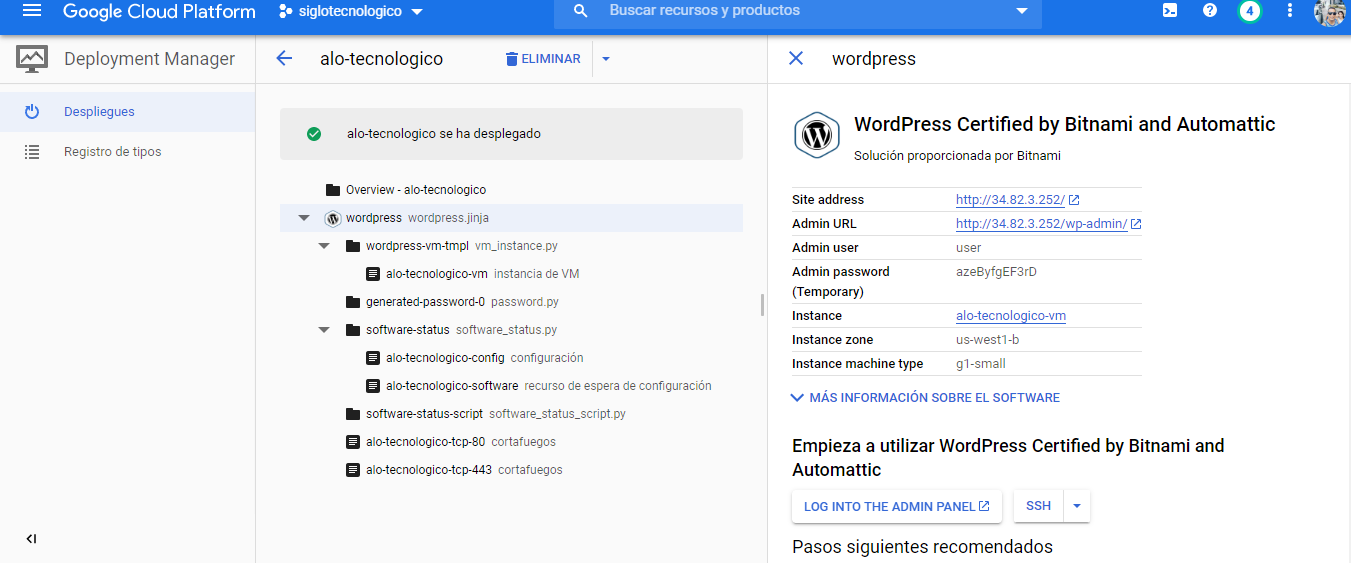 Google Cloud Platform
siglotecnologico
Buscar recursos y productos
4
Deployment Manager
Despliegues
Registro de tipos
alo-tecnologico
ELIMINAR
alo-tecnologico se ha desplegado
Overview - alo-tecnologico
wordpress wordpress.jinja
wordpress-vm-tmpl vm_instance.py
alo-tecnologico-vm instancia de VM
generated-password-0 password.py
software-status software_status.py
alo-tecnologico-config configuración
alo-tecnologico-software recurso de espera de configuración
software-status-script software_status_script.py
alo-tecnologico-tcp-80 cortafuegos
alo-tecnologico-tcp-443 cortafuegos
wordpress
WordPress Certified by Bitnami and Automattic
Solución proporcionada por Bitnami
Site address http://34.82.3.252/
Admin URL http://34.82.3.252/wp-admin/
Admin user user
Admin password azeByfgEF3rD
(Temporary)
Instance alo-tecnologico-vm
Instance zone us-west1-b
Instance machine type g1-small
MÁS INFORMACIÓN SOBRE EL SOFTWARE
Empieza a utilizar WordPress Certified by Bitnami and
Automattic
LOG INTO THE ADMIN PANEL
SSH
Pasos siguientes recomendados